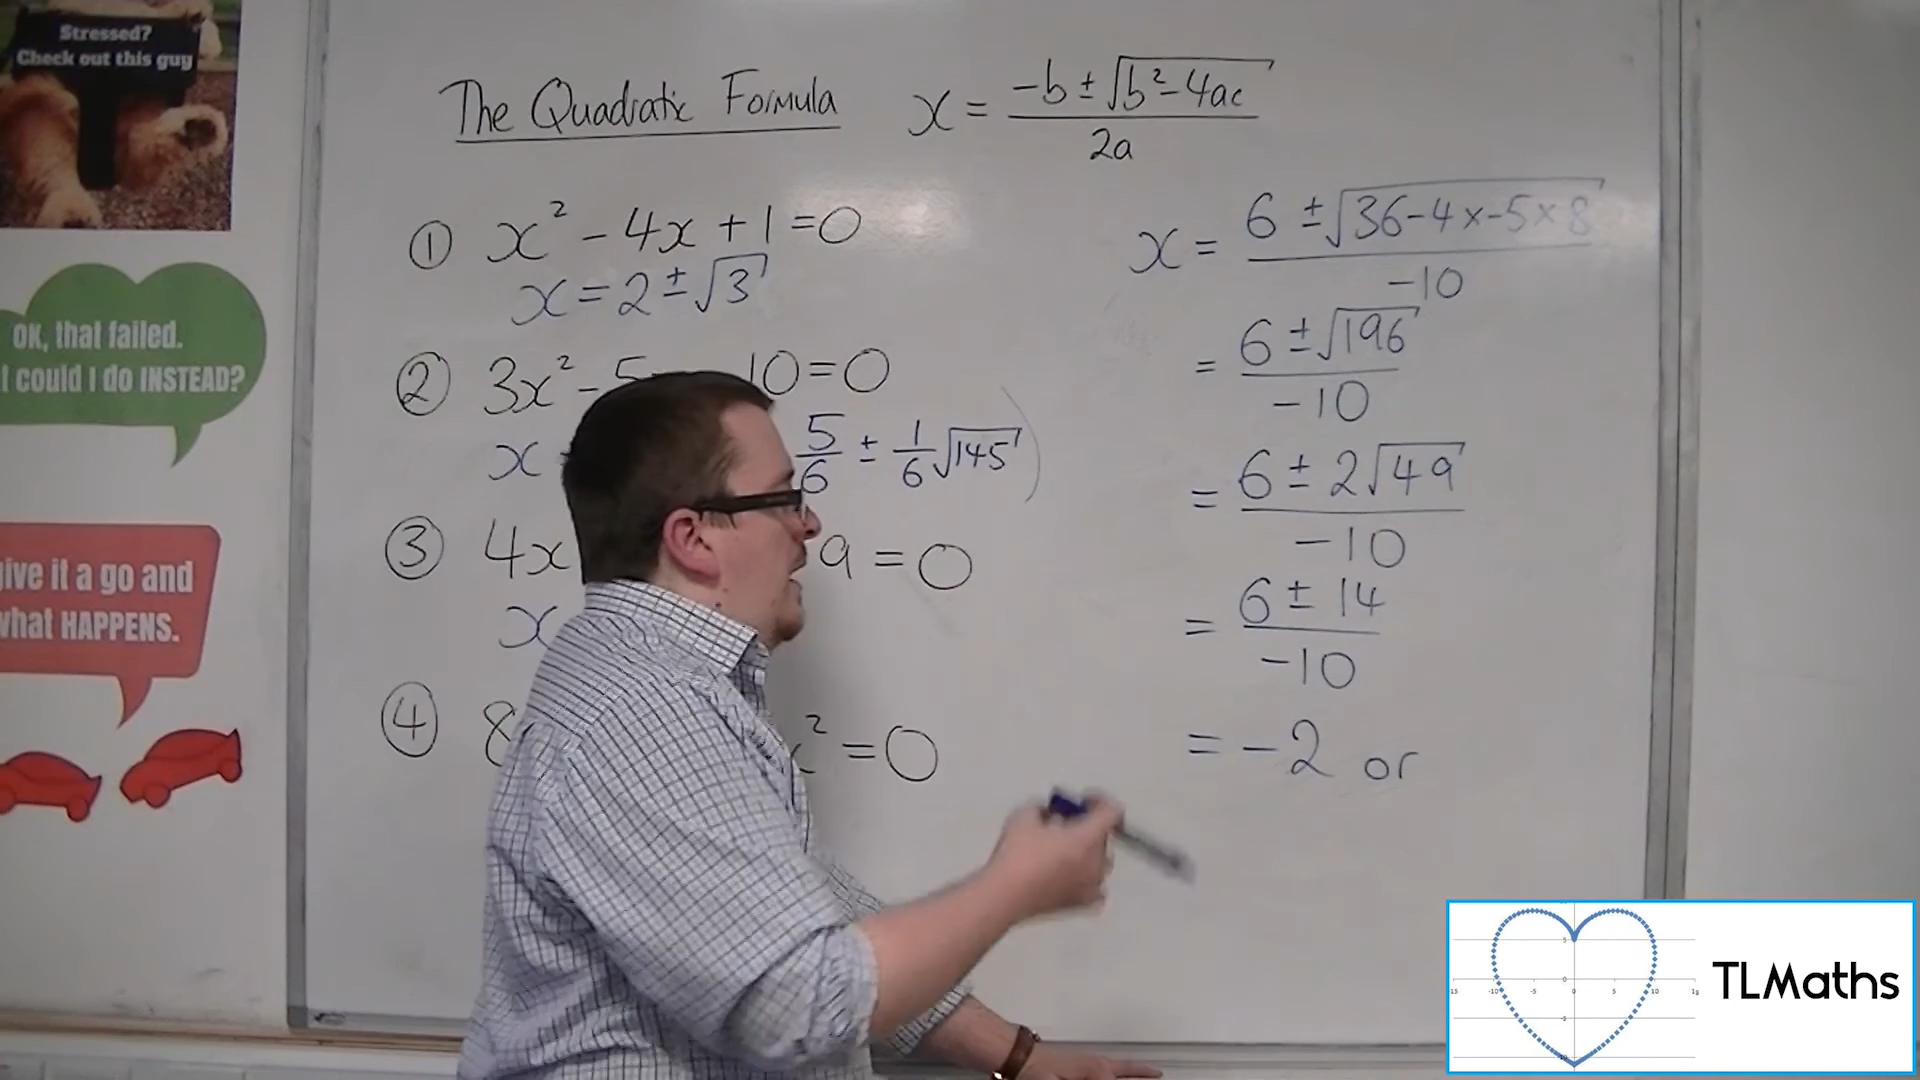 Stressed?
Check out this guy
The Quadratic Formula x = -b ± √b² - 4ac / 2a
① x² - 4x + 1 = 0
x = 2 ± √3
② 3x² - 5 10 = 0
x 5/6 ± 1/6 √145 )
③ 4x 9 = 0
x
④ 8 x² = 0
x = 6 ± √36 - 4 × -5 × 8 / -10
= 6 ± √196 / -10
= 6 ± 2√49 / -10
= 6 ± 14 / -10
= -2 or
OK, that failed.
I could I do INSTEAD?
give it a go and
what HAPPENS.
TLMaths